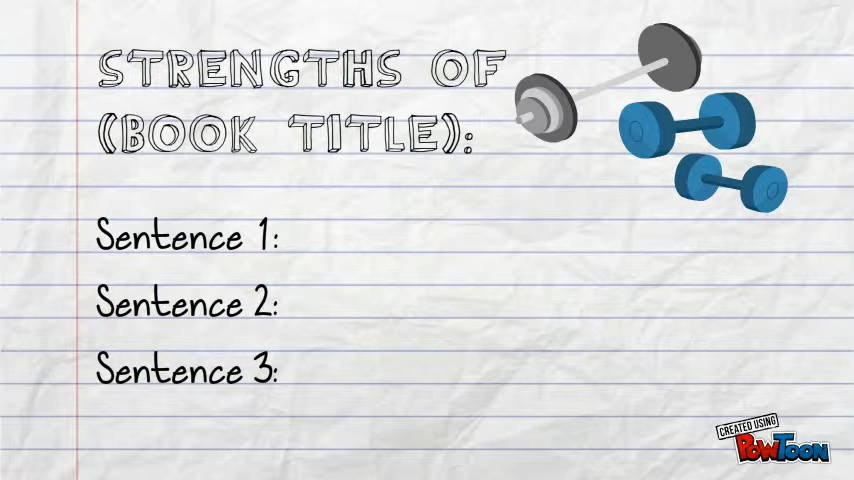 STRENGTHS OF
(BOOK TITLE):
Sentence 1:
Sentence 2:
Sentence 3:
CREATED USING
POWTOON